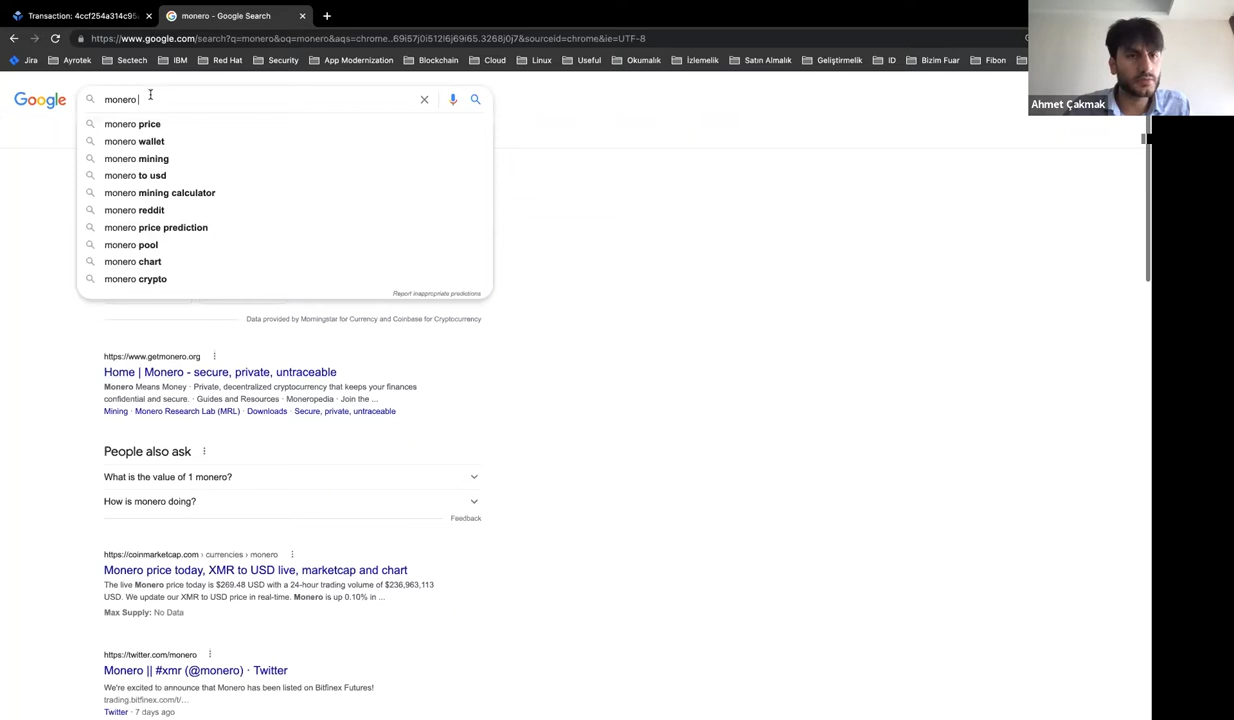 Transaction: 4ccf254a314c95
monero - Google Search
https://www.google.com/search?q=monero&oq=monero&aqs=chrome..69i57j0i512l6j69i65.3268j0j7&sourceid=chrome&ie=UTF-8
Jira Ayrotek Sectech IBM Red Hat Security App Modernization Blockchain Cloud Linux Useful Okumalık İzlemelik Satın Almalık Geliştirmelik ID Bizim Fuar Fibon
Ahmet Çakmak
Google
monero
monero price
monero wallet
monero mining
monero to usd
monero mining calculator
monero reddit
monero price prediction
monero pool
monero chart
monero crypto
Report inappropriate predictions
Data provided by Morningstar for Currency and Coinbase for Cryptocurrency
https://www.getmonero.org
Home | Monero - secure, private, untraceable
Monero Means Money · Private, decentralized cryptocurrency that keeps your finances
confidential and secure. · Guides and Resources · Moneropedia · Join the ...
Mining · Monero Research Lab (MRL) · Downloads · Secure, private, untraceable
People also ask
What is the value of 1 monero?
How is monero doing?
Feedback
https://coinmarketcap.com › currencies › monero
Monero price today, XMR to USD live, marketcap and chart
The live Monero price today is $269.48 USD with a 24-hour trading volume of $236,963,113
USD. We update our XMR to USD price in real-time. Monero is up 0.10% in ...
Max Supply: No Data
https://twitter.com/monero
Monero || #xmr (@monero) · Twitter
We're excited to announce that Monero has been listed on Bitfinex Futures!
trading.bitfinex.com/t/...
Twitter · 7 days ago